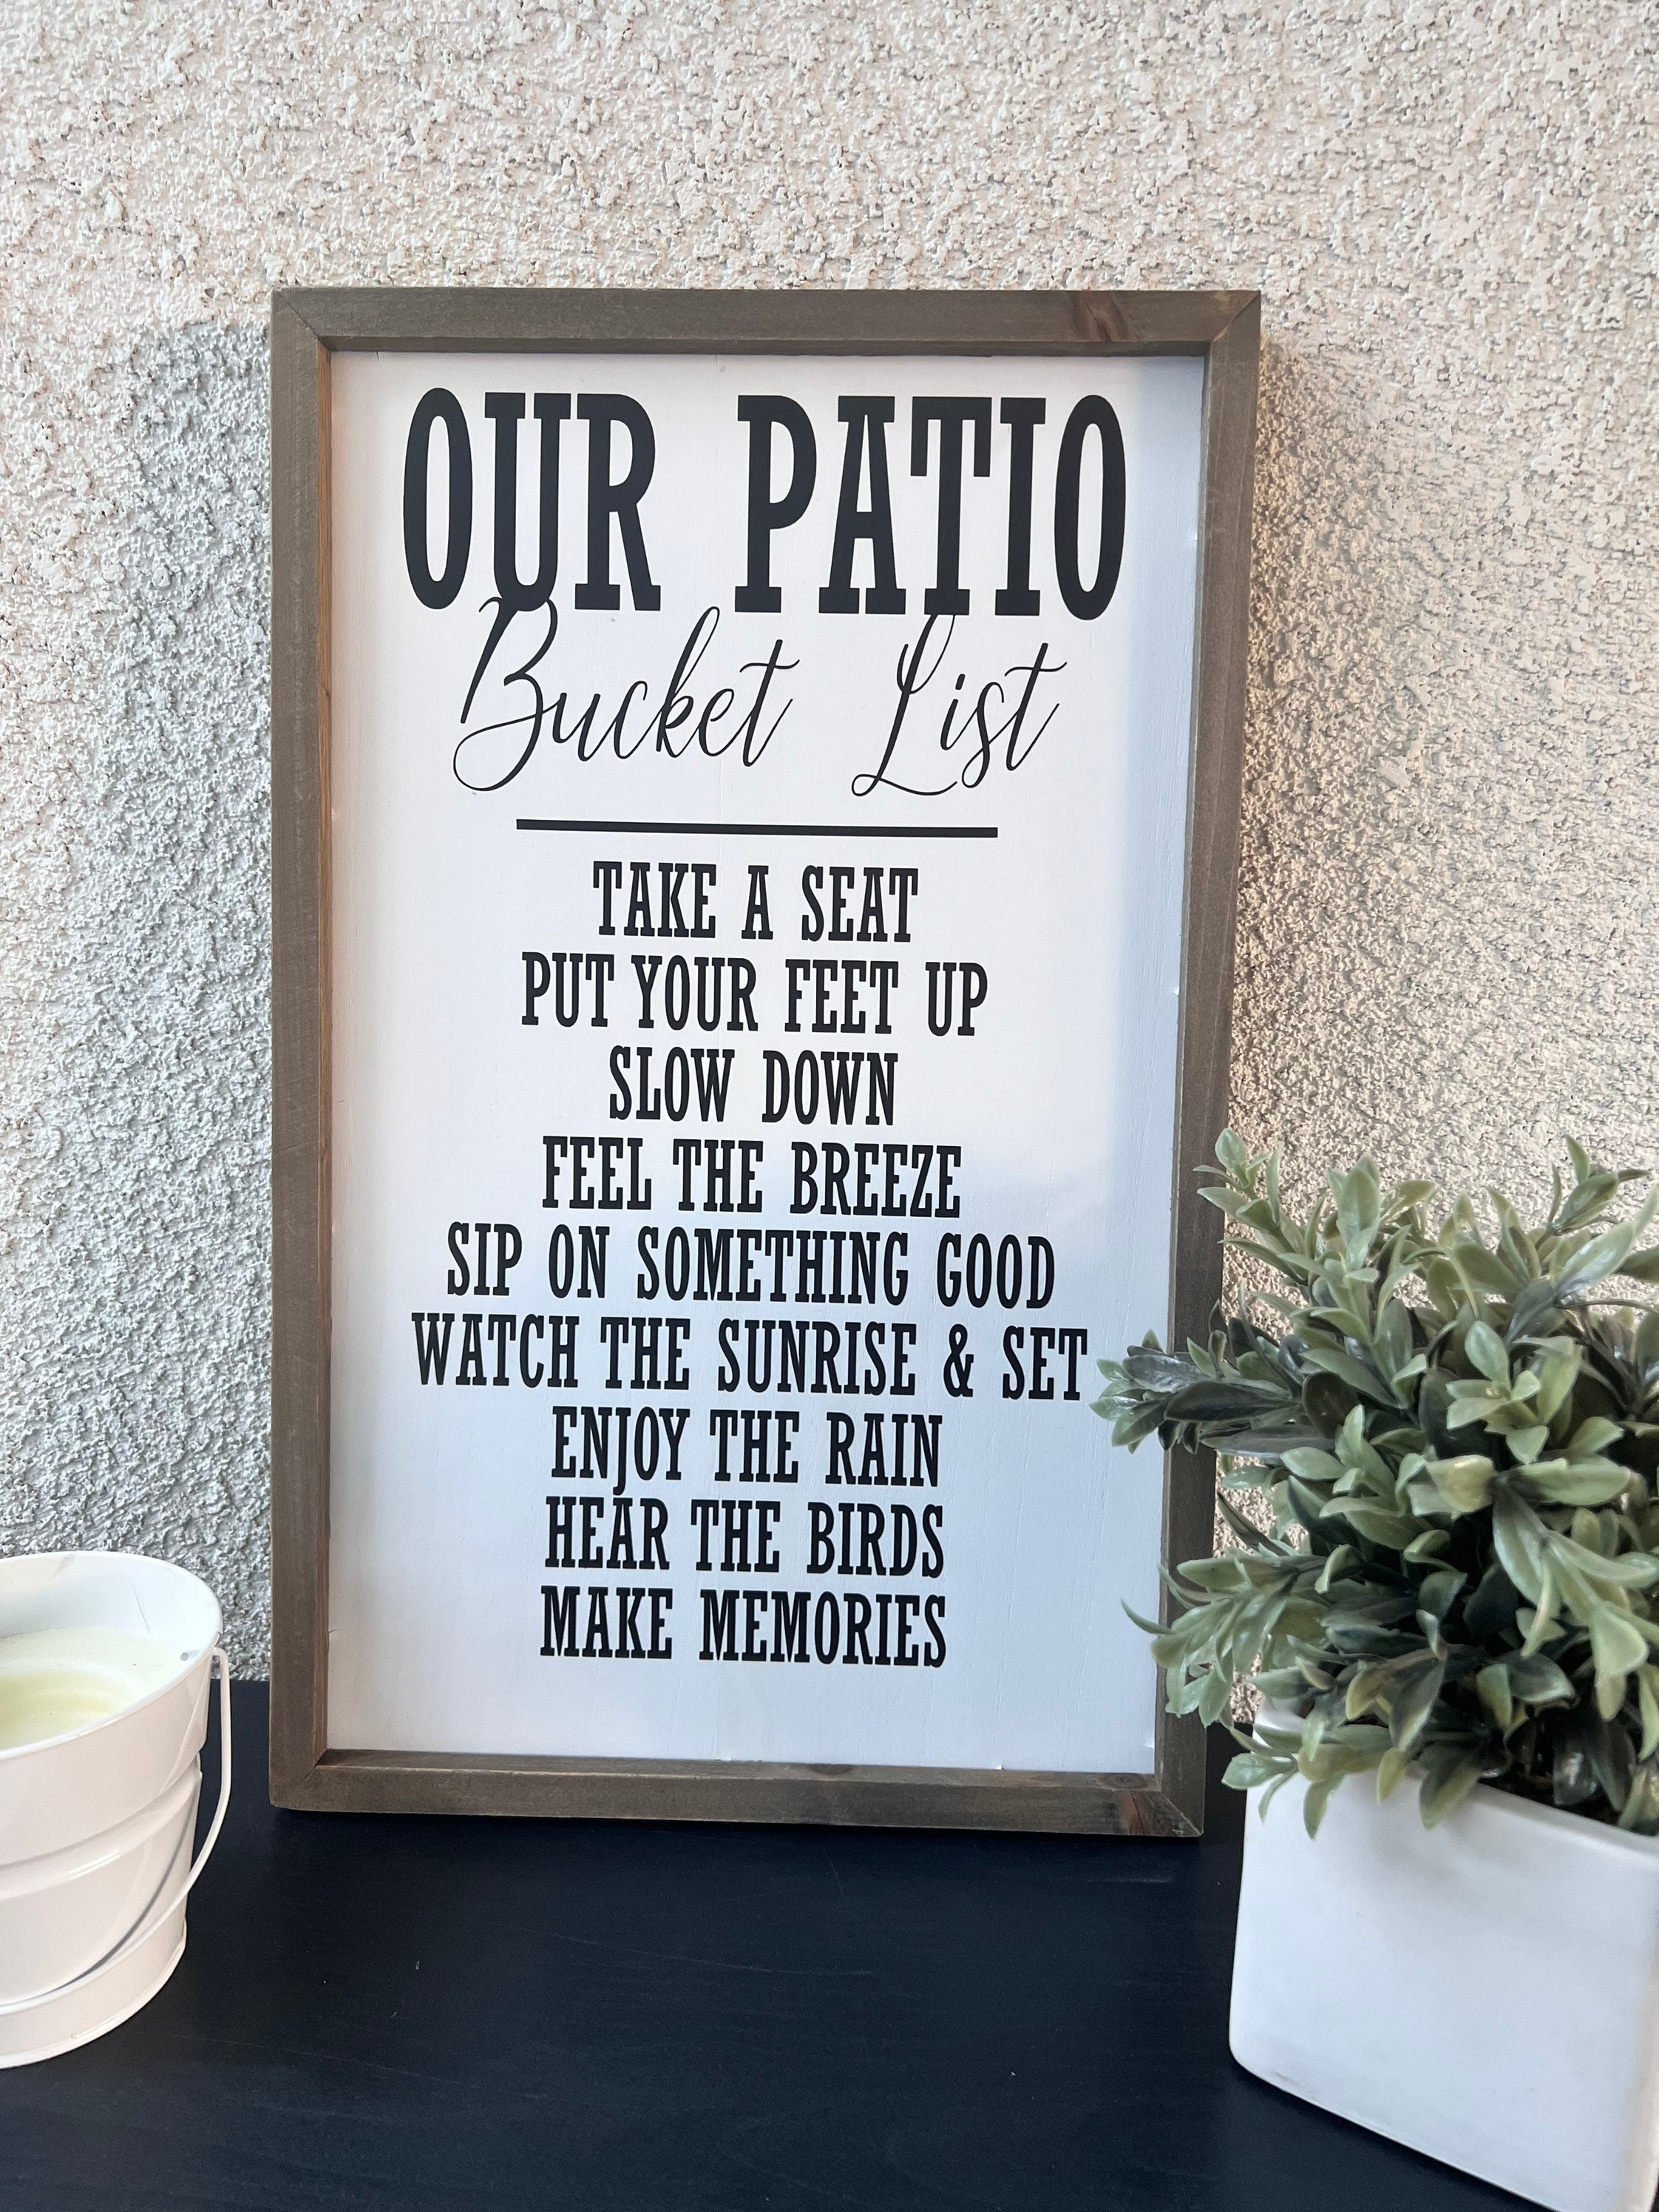 OUR PATIO
Bucket List
TAKE A SEAT
PUT YOUR FEET UP
SLOW DOWN
FEEL THE BREEZE
SIP ON SOMETHING GOOD
WATCH THE SUNRISE & SET
ENJOY THE RAIN
HEAR THE BIRDS
MAKE MEMORIES